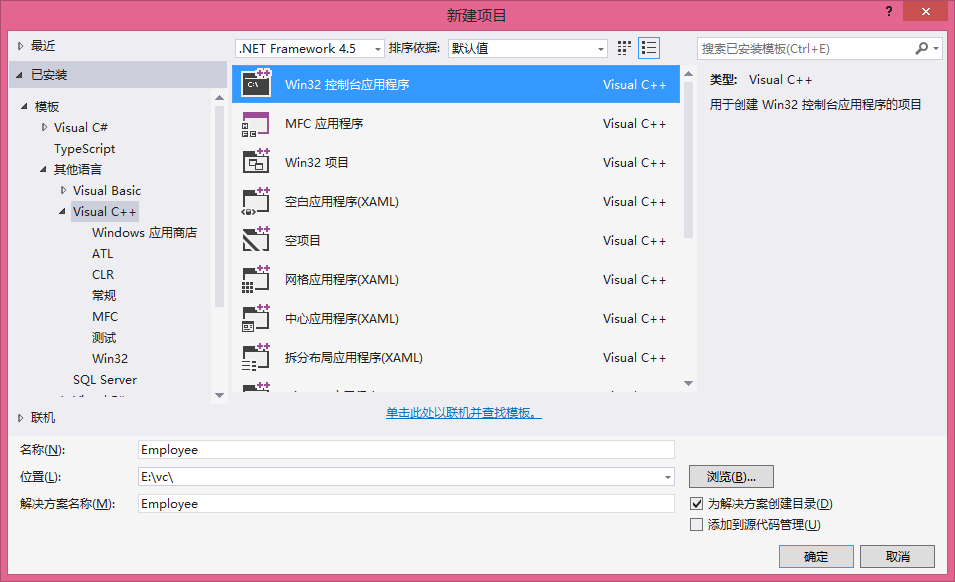 新建项目
? ×
最近
已安装
模板
Visual C#
TypeScript
其他语言
Visual Basic
Visual C++
Windows 应用商店
ATL
CLR
常规
MFC
测试
Win32
SQL Server
联机
.NET Framework 4.5 排序依据: 默认值
Win32 控制台应用程序 Visual C++
MFC 应用程序 Visual C++
Win32 项目 Visual C++
空白应用程序(XAML) Visual C++
空项目 Visual C++
网格应用程序(XAML) Visual C++
中心应用程序(XAML) Visual C++
拆分布局应用程序(XAML) Visual C++
单击此处以联机并查找模板。
搜索已安装模板(Ctrl+E)
类型: Visual C++
用于创建 Win32 控制台应用程序的项目
名称(N): Employee
位置(L): E:\vc\ 浏览(B)...
解决方案名称(M): Employee
为解决方案创建目录(D)
添加到源代码管理(U)
确定 取消